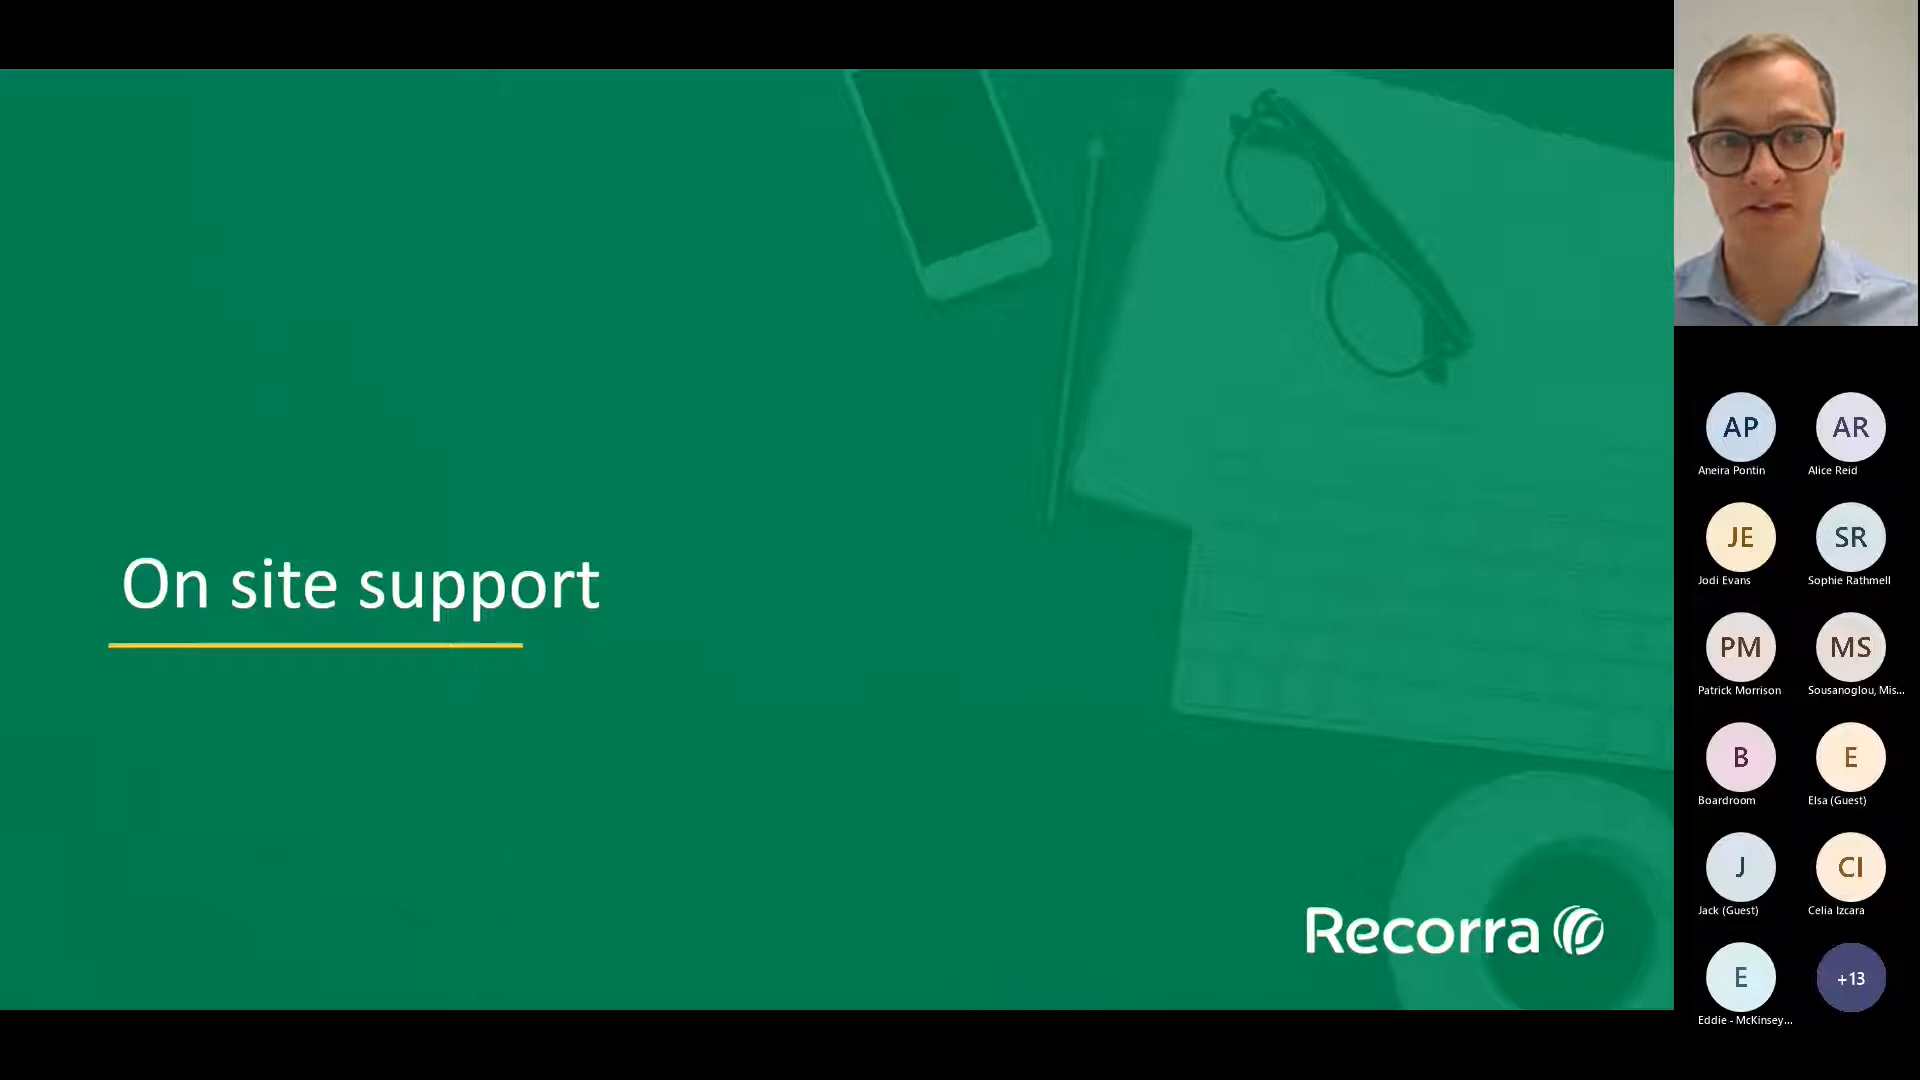 On site support
Recorra
AP
AR
Aneira Pontin
Alice Reid
JE
SR
Jodi Evans
Sophie Rathmell
PM
MS
Patrick Morrison
Sousanoglou, Mis...
B
E
Boardroom
Elsa (Guest)
J
CI
Jack (Guest)
Celia Izcara
E
+13
Eddie - McKinsey...